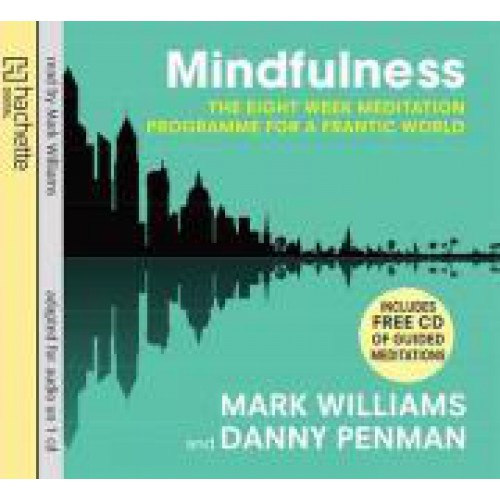 hachette
DIGITAL
read by Mark Williams
adapted for audio on 1 cd
Mindfulness
THE EIGHT WEEK MEDITATION
PROGRAMME FOR A FRANTIC WORLD
INCLUDES
FREE CD
OF GUIDED
MEDITATIONS
MARK WILLIAMS
and DANNY PENMAN